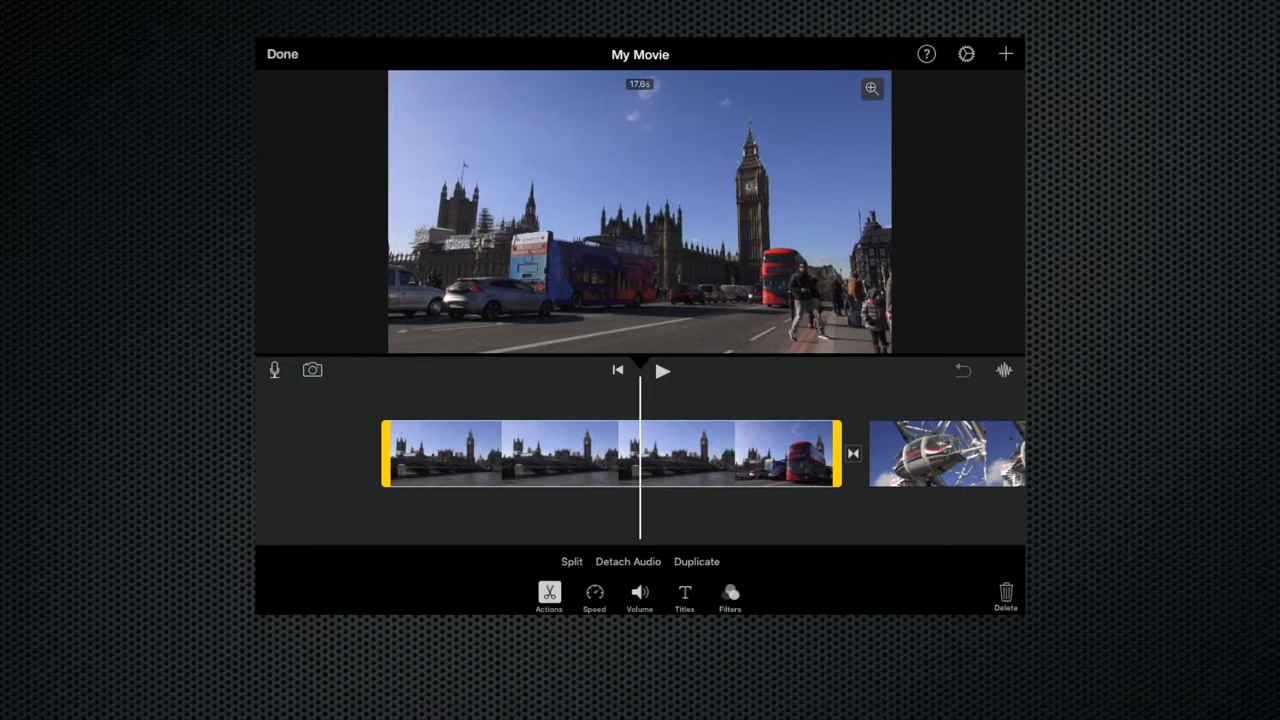 Done
My Movie
?
17.6s
Split
Detach Audio
Duplicate
Actions
Speed
Volume
T
Titles
Filters
Delete